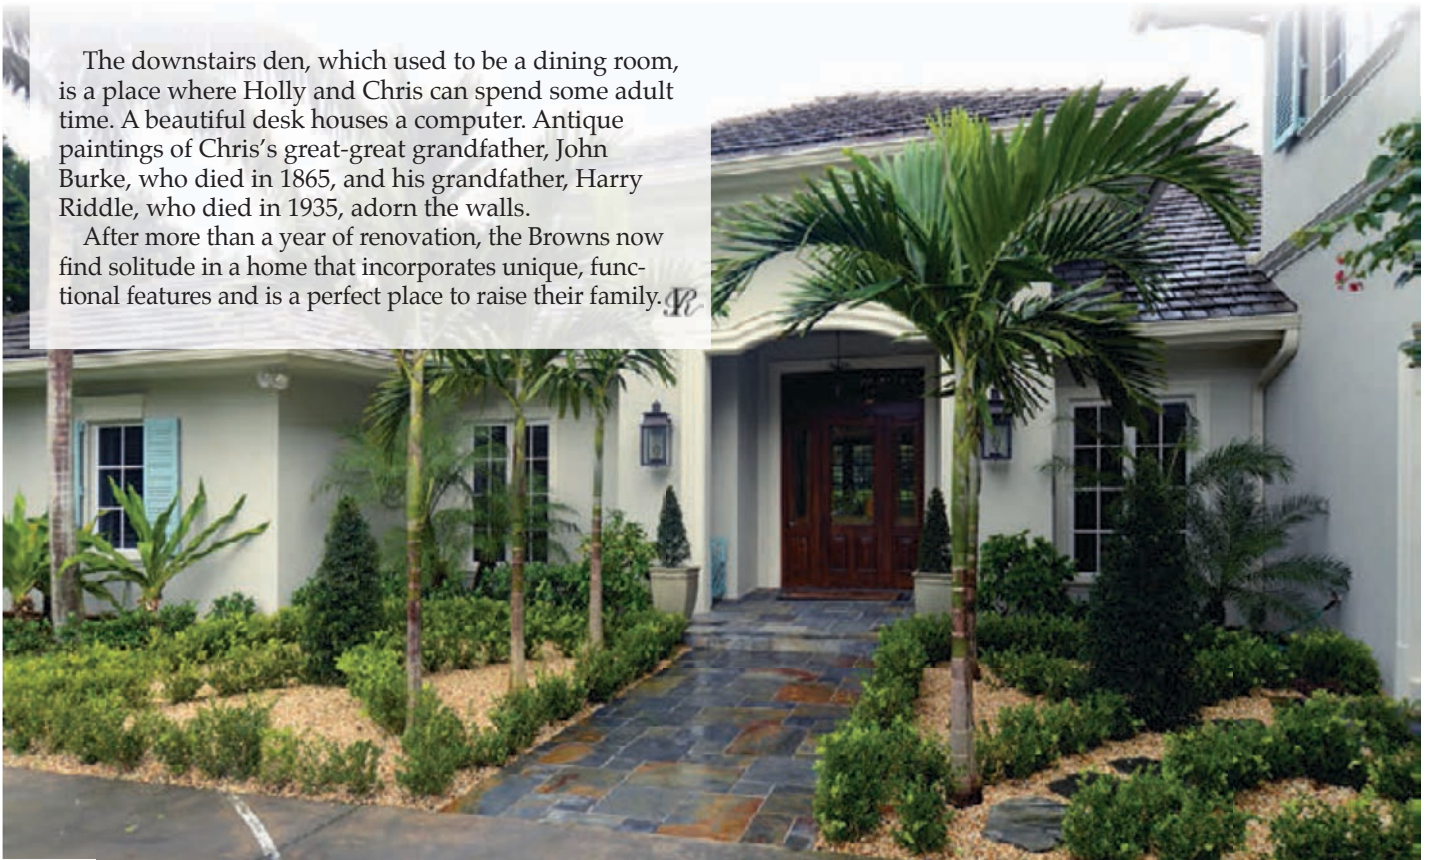 The downstairs den, which used to be a dining room,
is a place where Holly and Chris can spend some adult
time. A beautiful desk houses a computer. Antique
paintings of Chris’s great-great grandfather, John
Burke, who died in 1865, and his grandfather, Harry
Riddle, who died in 1935, adorn the walls.
After more than a year of renovation, the Browns now
find solitude in a home that incorporates unique, func-
tional features and is a perfect place to raise their family.